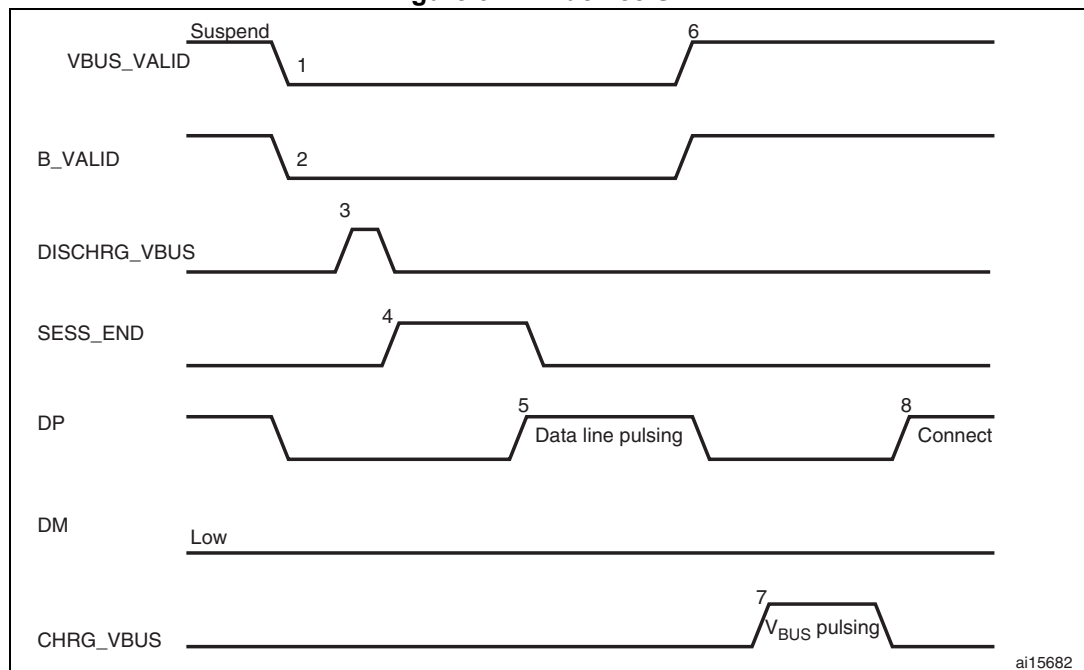 Suspend
6
VBUS_VALID
1
B_VALID
2
3
DISCHRG_VBUS
4
SESS_END
5
8
DP
Data line pulsing
Connect
DM
Low
7
VBUS pulsing
CHRG_VBUS
ai15682